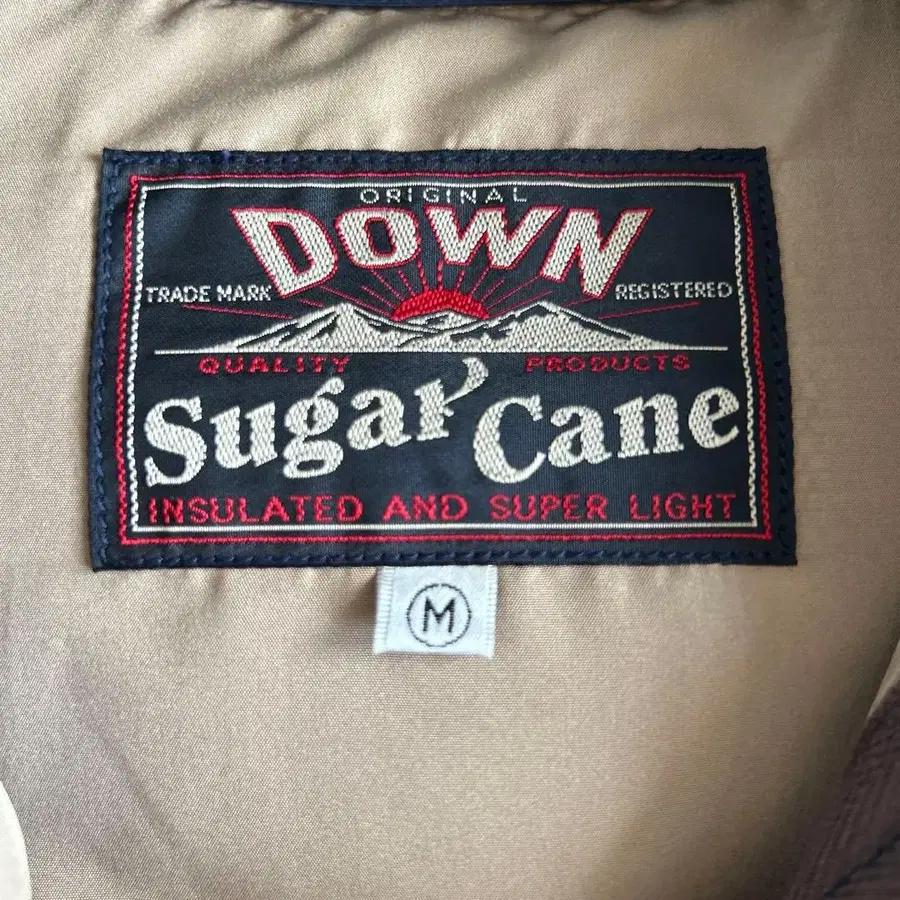 ORIGINAL
DOWN
TRADE MARK REGISTERED
QUALITY PRODUCTS
Sugar Cane
INSULATED AND SUPER LIGHT
M